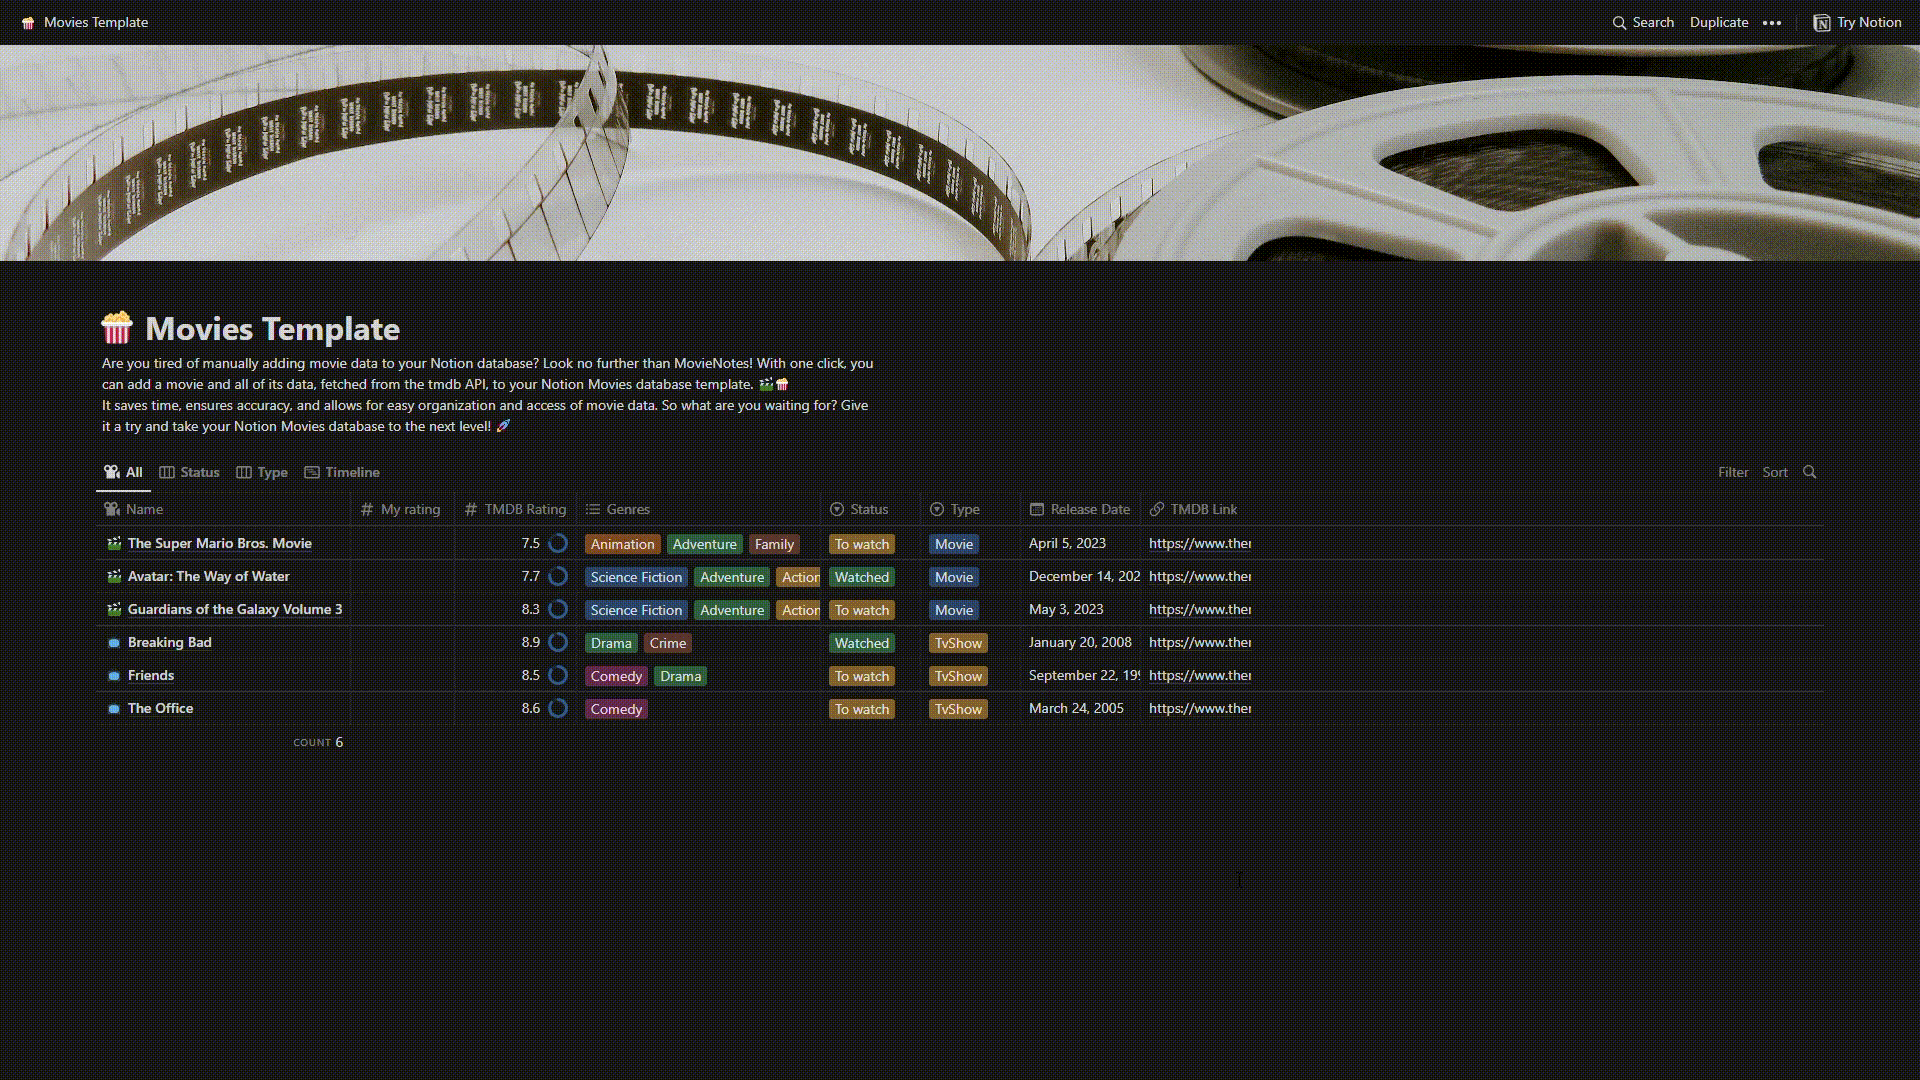 Movies Template
Search Duplicate ••• Try Notion
Movies Template
Are you tired of manually adding movie data to your Notion database? Look no further than MovieNotes! With one click, you
can add a movie and all of its data, fetched from the tmdb API, to your Notion Movies database template.
It saves time, ensures accuracy, and allows for easy organization and access of movie data. So what are you waiting for? Give
it a try and take your Notion Movies database to the next level!
All Status Type Timeline Filter Sort
Name # My rating # TMDB Rating Genres Status Type Release Date TMDB Link
The Super Mario Bros. Movie 7.5 Animation Adventure Family To watch Movie April 5, 2023 https://www.ther
Avatar: The Way of Water 7.7 Science Fiction Adventure Action Watched Movie December 14, 202 https://www.ther
Guardians of the Galaxy Volume 3 8.3 Science Fiction Adventure Action To watch Movie May 3, 2023 https://www.ther
Breaking Bad 8.9 Drama Crime Watched TvShow January 20, 2008 https://www.ther
Friends 8.5 Comedy Drama To watch TvShow September 22, 199 https://www.ther
The Office 8.6 Comedy To watch TvShow March 24, 2005 https://www.ther
COUNT 6